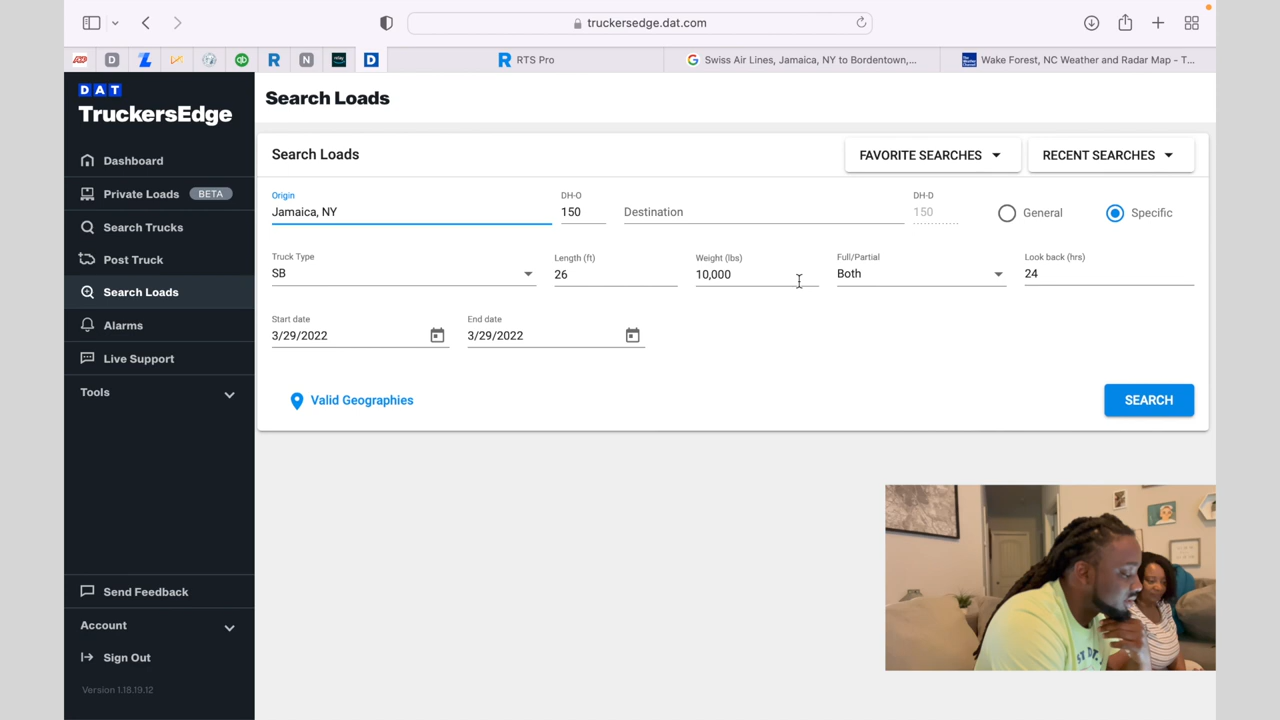 truckersedge.dat.com
RTS Pro
Swiss Air Lines, Jamaica, NY to Bordentown,...
Wake Forest, NC Weather and Radar Map - T...
DAT
TruckersEdge
Dashboard
Private Loads BETA
Search Trucks
Post Truck
Search Loads
Alarms
Live Support
Tools
Send Feedback
Account
Sign Out
Version 1.18.19.12
Search Loads
Search Loads
FAVORITE SEARCHES
RECENT SEARCHES
Origin
Jamaica, NY
DH-O
150
Destination
DH-D
150
General
Specific
Truck Type
SB
Length (ft)
26
Weight (lbs)
10,000
Full/Partial
Both
Look back (hrs)
24
Start date
3/29/2022
End date
3/29/2022
Valid Geographies
SEARCH